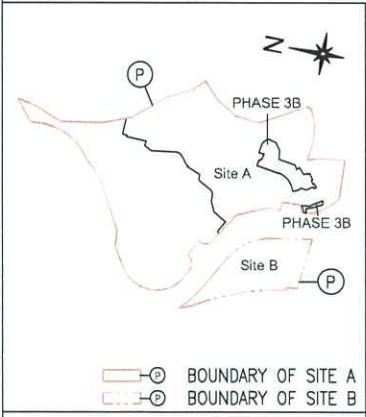 N
P
PHASE 3B
Site A
PHASE 3B
Site B
P
P BOUNDARY OF SITE A
P BOUNDARY OF SITE B